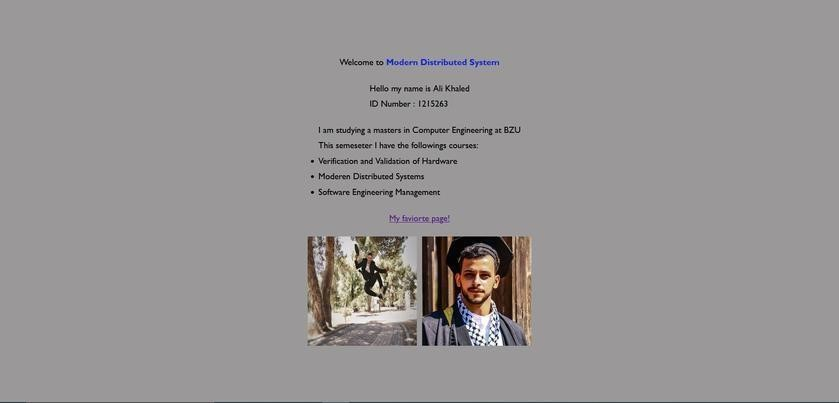 Welcome to Modern Distributed System
Hello my name is Ali Khaled
ID Number : 1215263
I am studying a masters in Computer Engineering at BZU
This semeseter I have the followings courses:
Verification and Validation of Hardware
Moderen Distributed Systems
Software Engineering Management
My faviorte page!